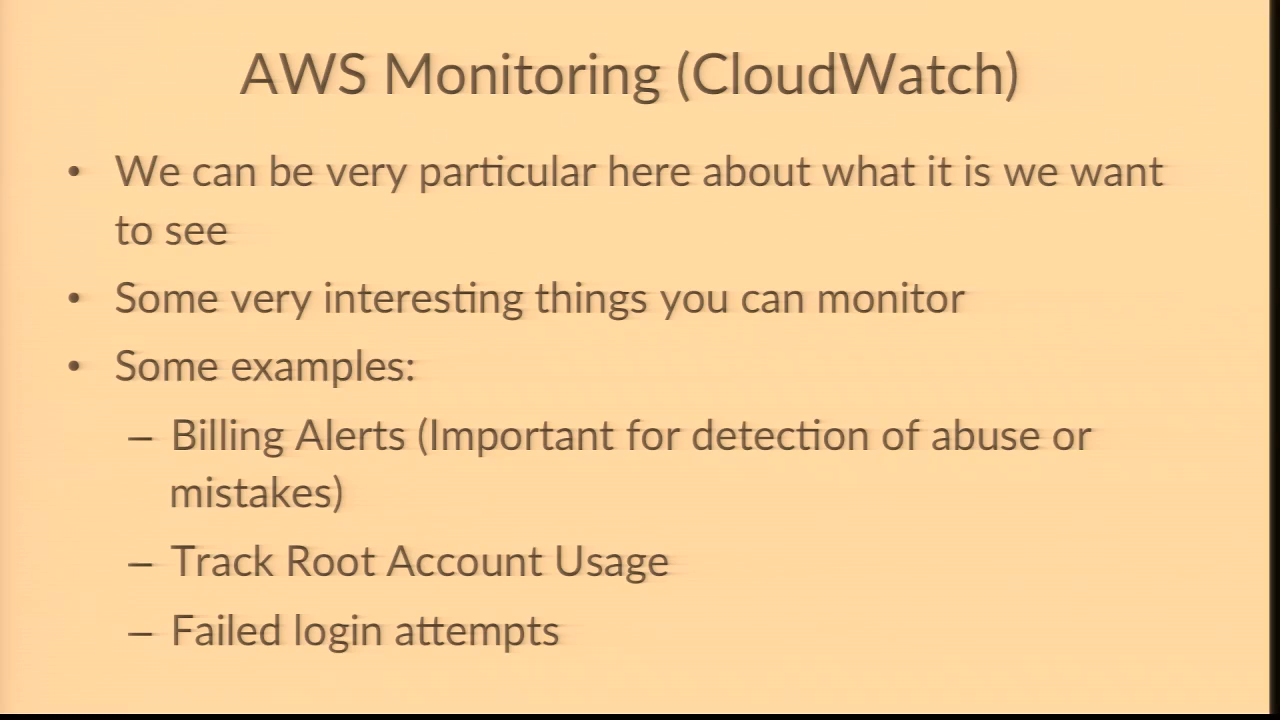 AWS Monitoring (CloudWatch)
• We can be very particular here about what it is we want
to see
• Some very interesting things you can monitor
• Some examples:
– Billing Alerts (Important for detection of abuse or
mistakes)
– Track Root Account Usage
– Failed login attempts